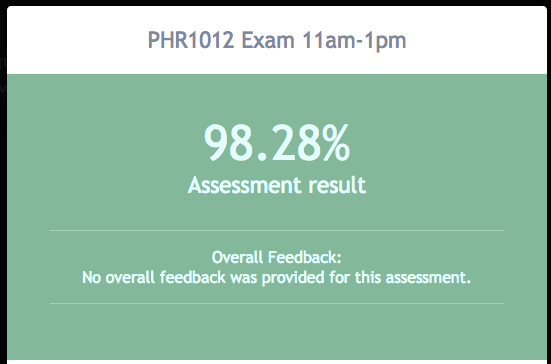 PHR1012 Exam 11am-1pm
98.28%
Assessment result
Overall Feedback:
No overall feedback was provided for this assessment.